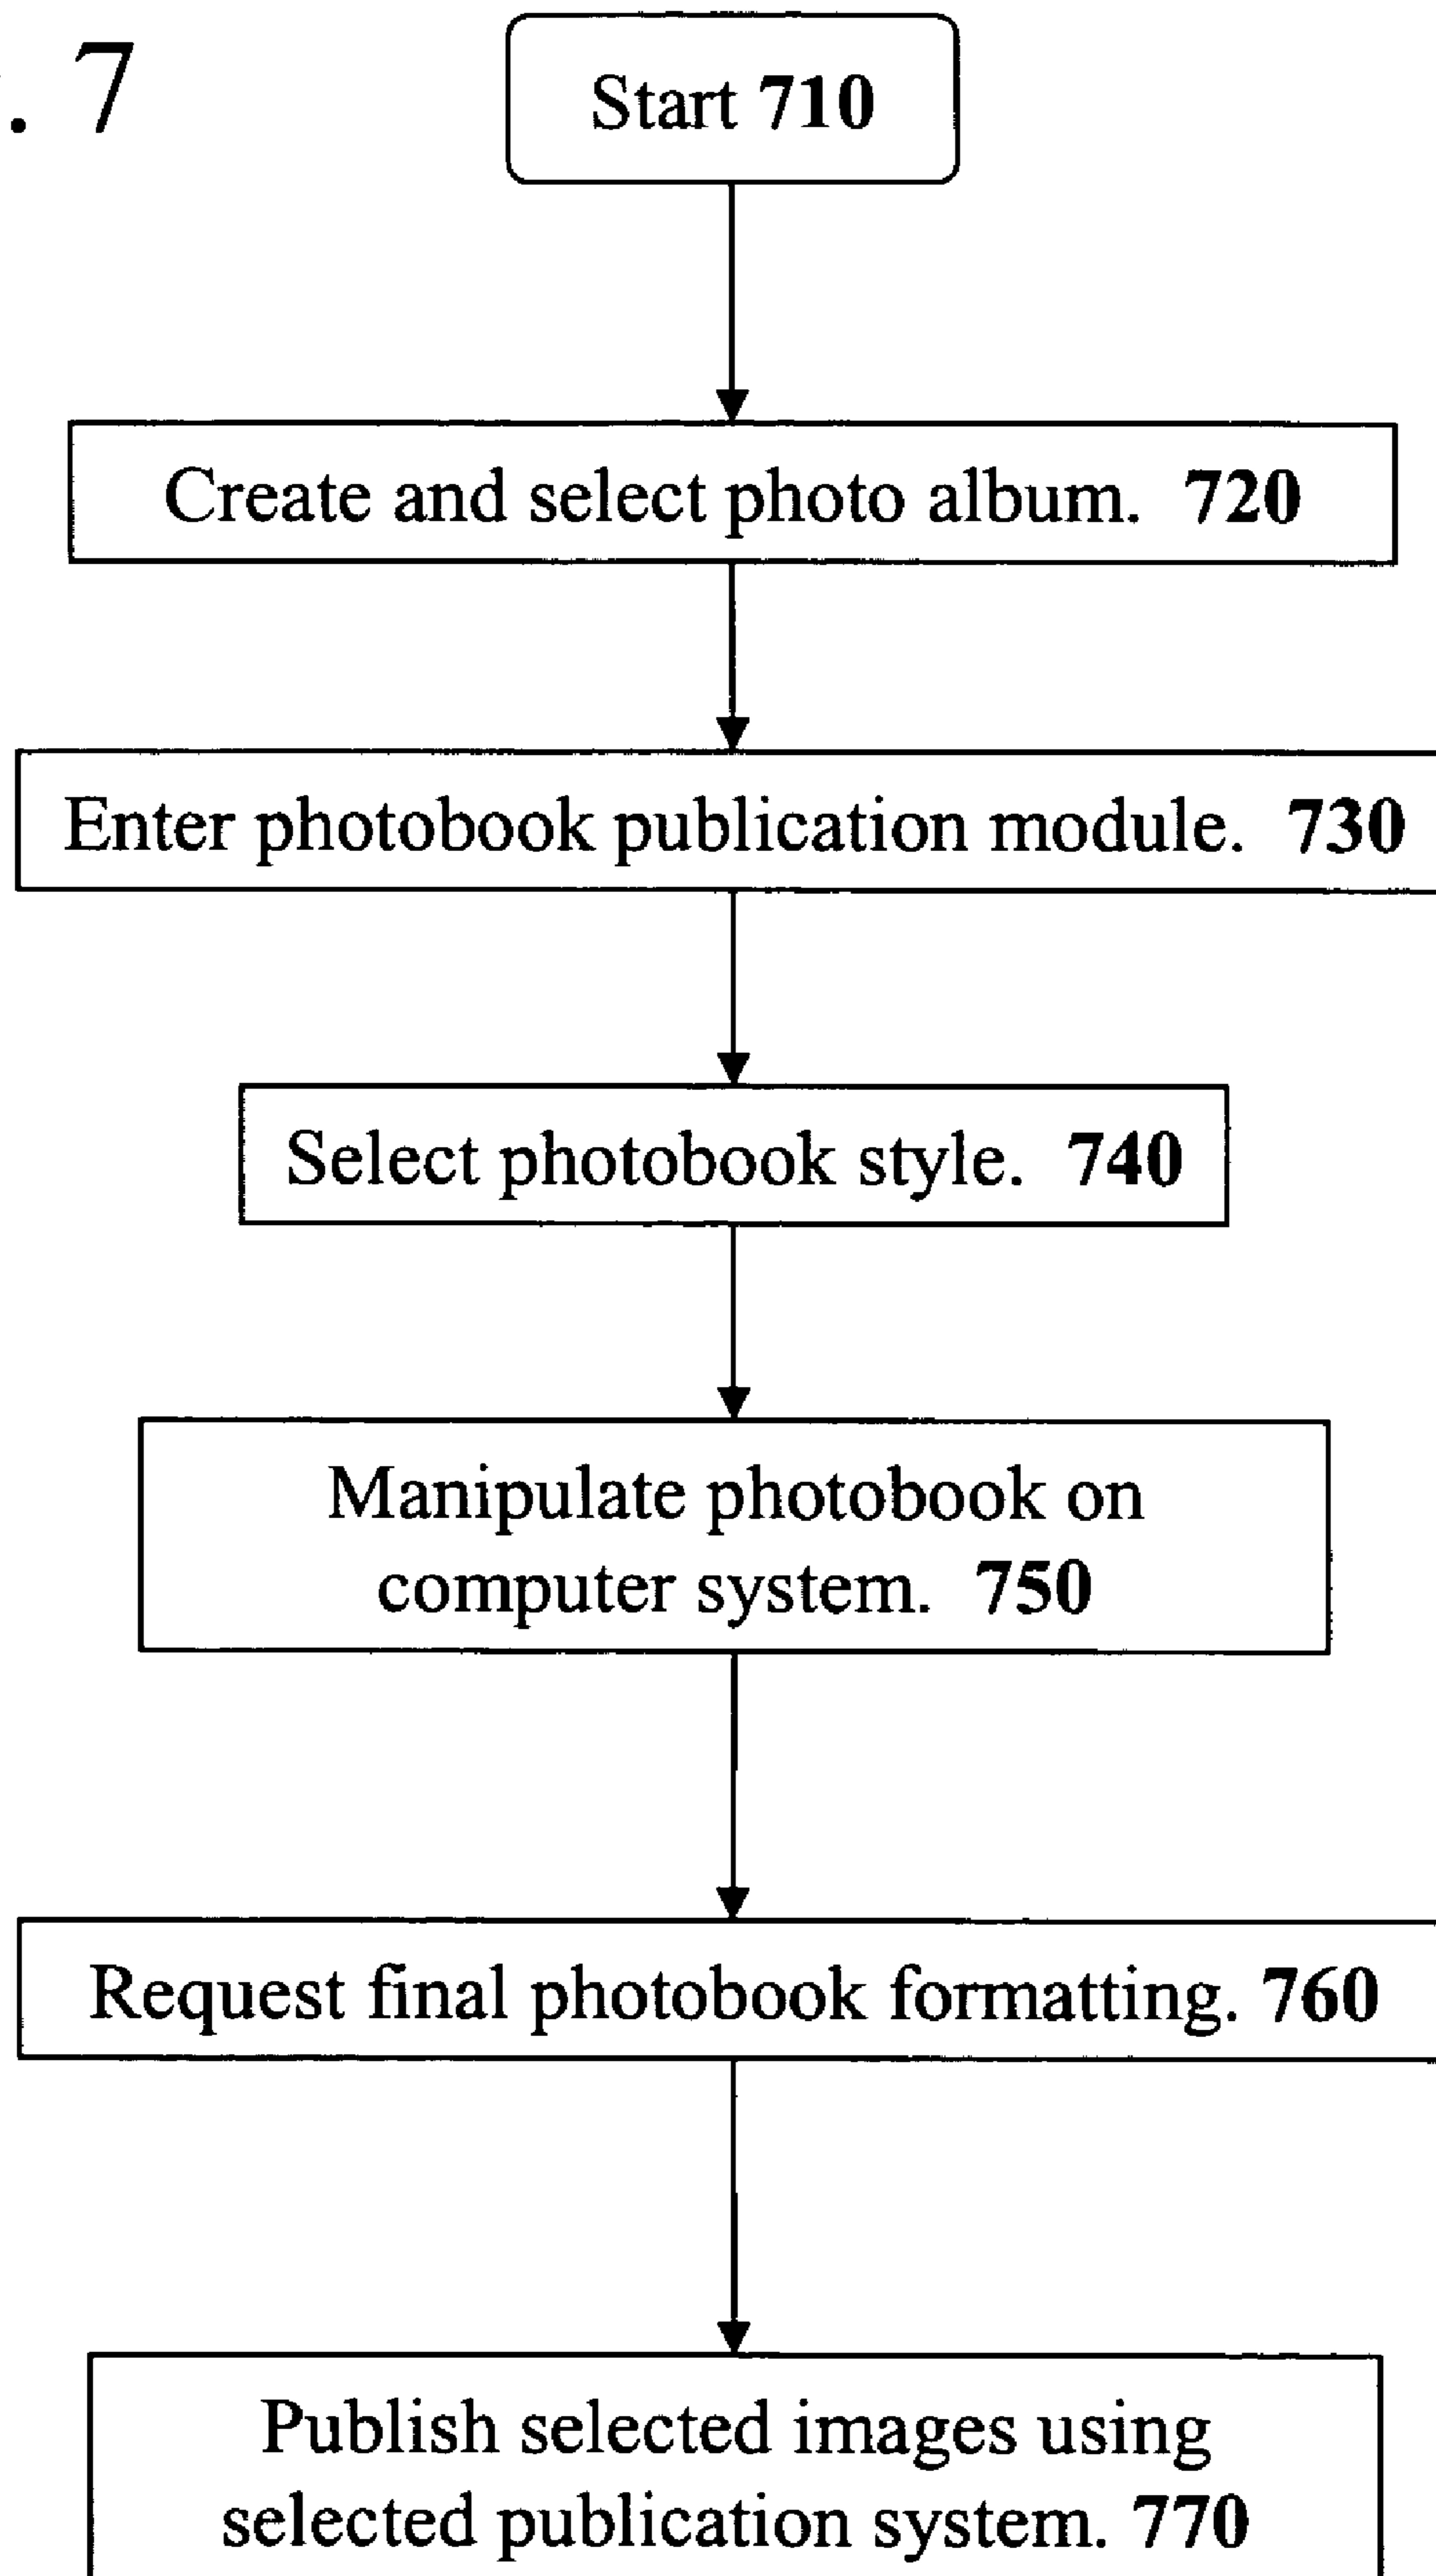 . 7
Start 710
Create and select photo album. 720
Enter photobook publication module. 730
Select photobook style. 740
Manipulate photobook on
computer system. 750
Request final photobook formatting. 760
Publish selected images using
selected publication system. 770